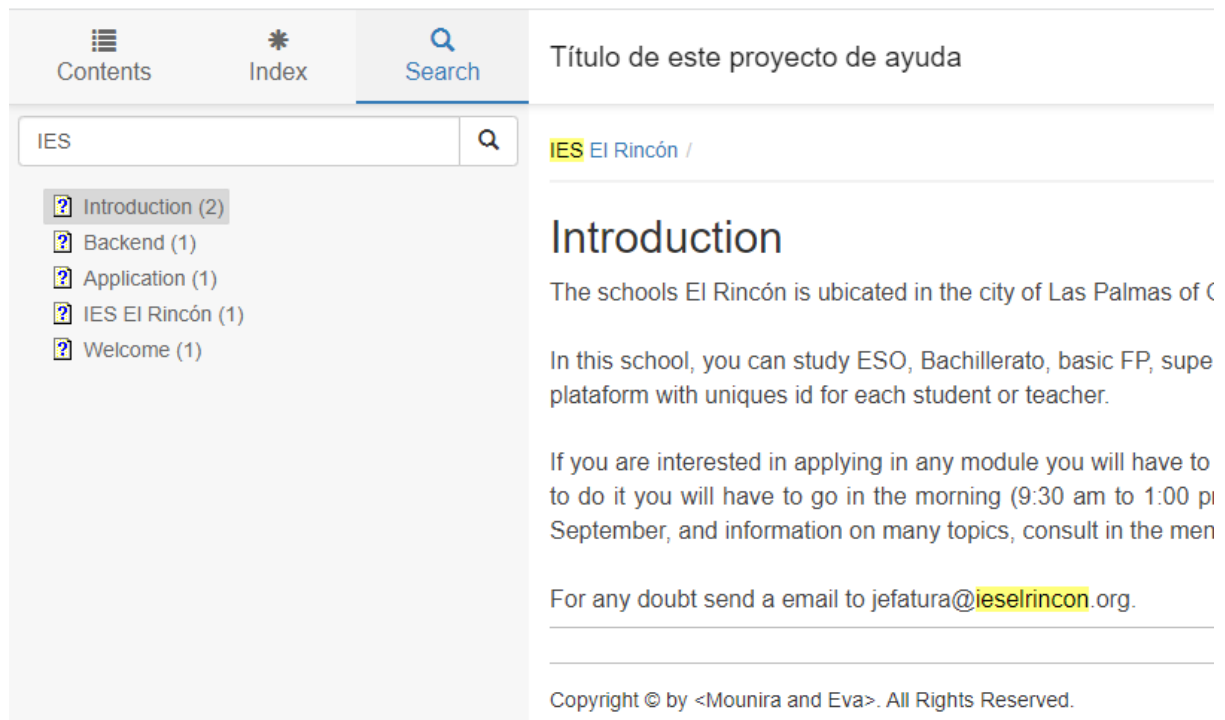 Contents
Index
Search
Título de este proyecto de ayuda
IES
Introduction (2)
Backend (1)
Application (1)
IES El Rincón (1)
Welcome (1)
IES El Rincón /
Introduction
The schools El Rincón is ubicated in the city of Las Palmas of
In this school, you can study ESO, Bachillerato, basic FP, supe
plataform with uniques id for each student or teacher.
If you are interested in applying in any module you will have to
to do it you will have to go in the morning (9:30 am to 1:00 p
September, and information on many topics, consult in the men
For any doubt send a email to jefatura@ieselrincon.org.
Copyright © by <Mounira and Eva>. All Rights Reserved.